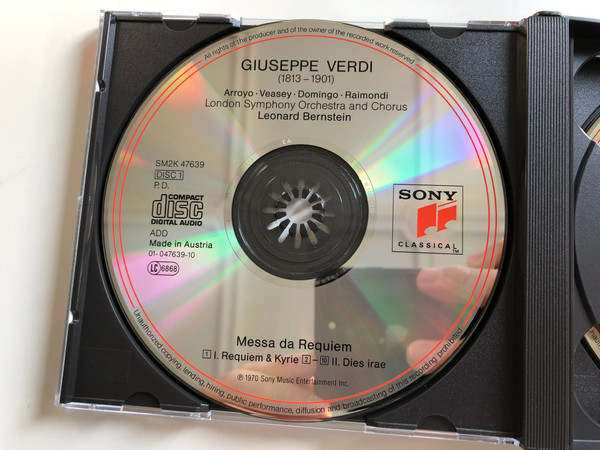 All rights of the producer and of the owner of the recorded work reserved
GIUSEPPE VERDI
(1813–1901)
Arroyo · Veasey · Domingo · Raimondi
London Symphony Orchestra and Chorus
Leonard Bernstein
SM2K 47639
DISC 1
P.D.
COMPACT
disc
DIGITAL AUDIO
ADD
Made in Austria
01-047639-10
LC 6868
SONY
CLASSICAL
TM
Messa da Requiem
1 I. Requiem & Kyrie 2–10 II. Dies irae
℗ 1970 Sony Music Entertainment Inc.
Unauthorized copying, lending, hiring, public performance, diffusion and broadcasting of this recording prohibited